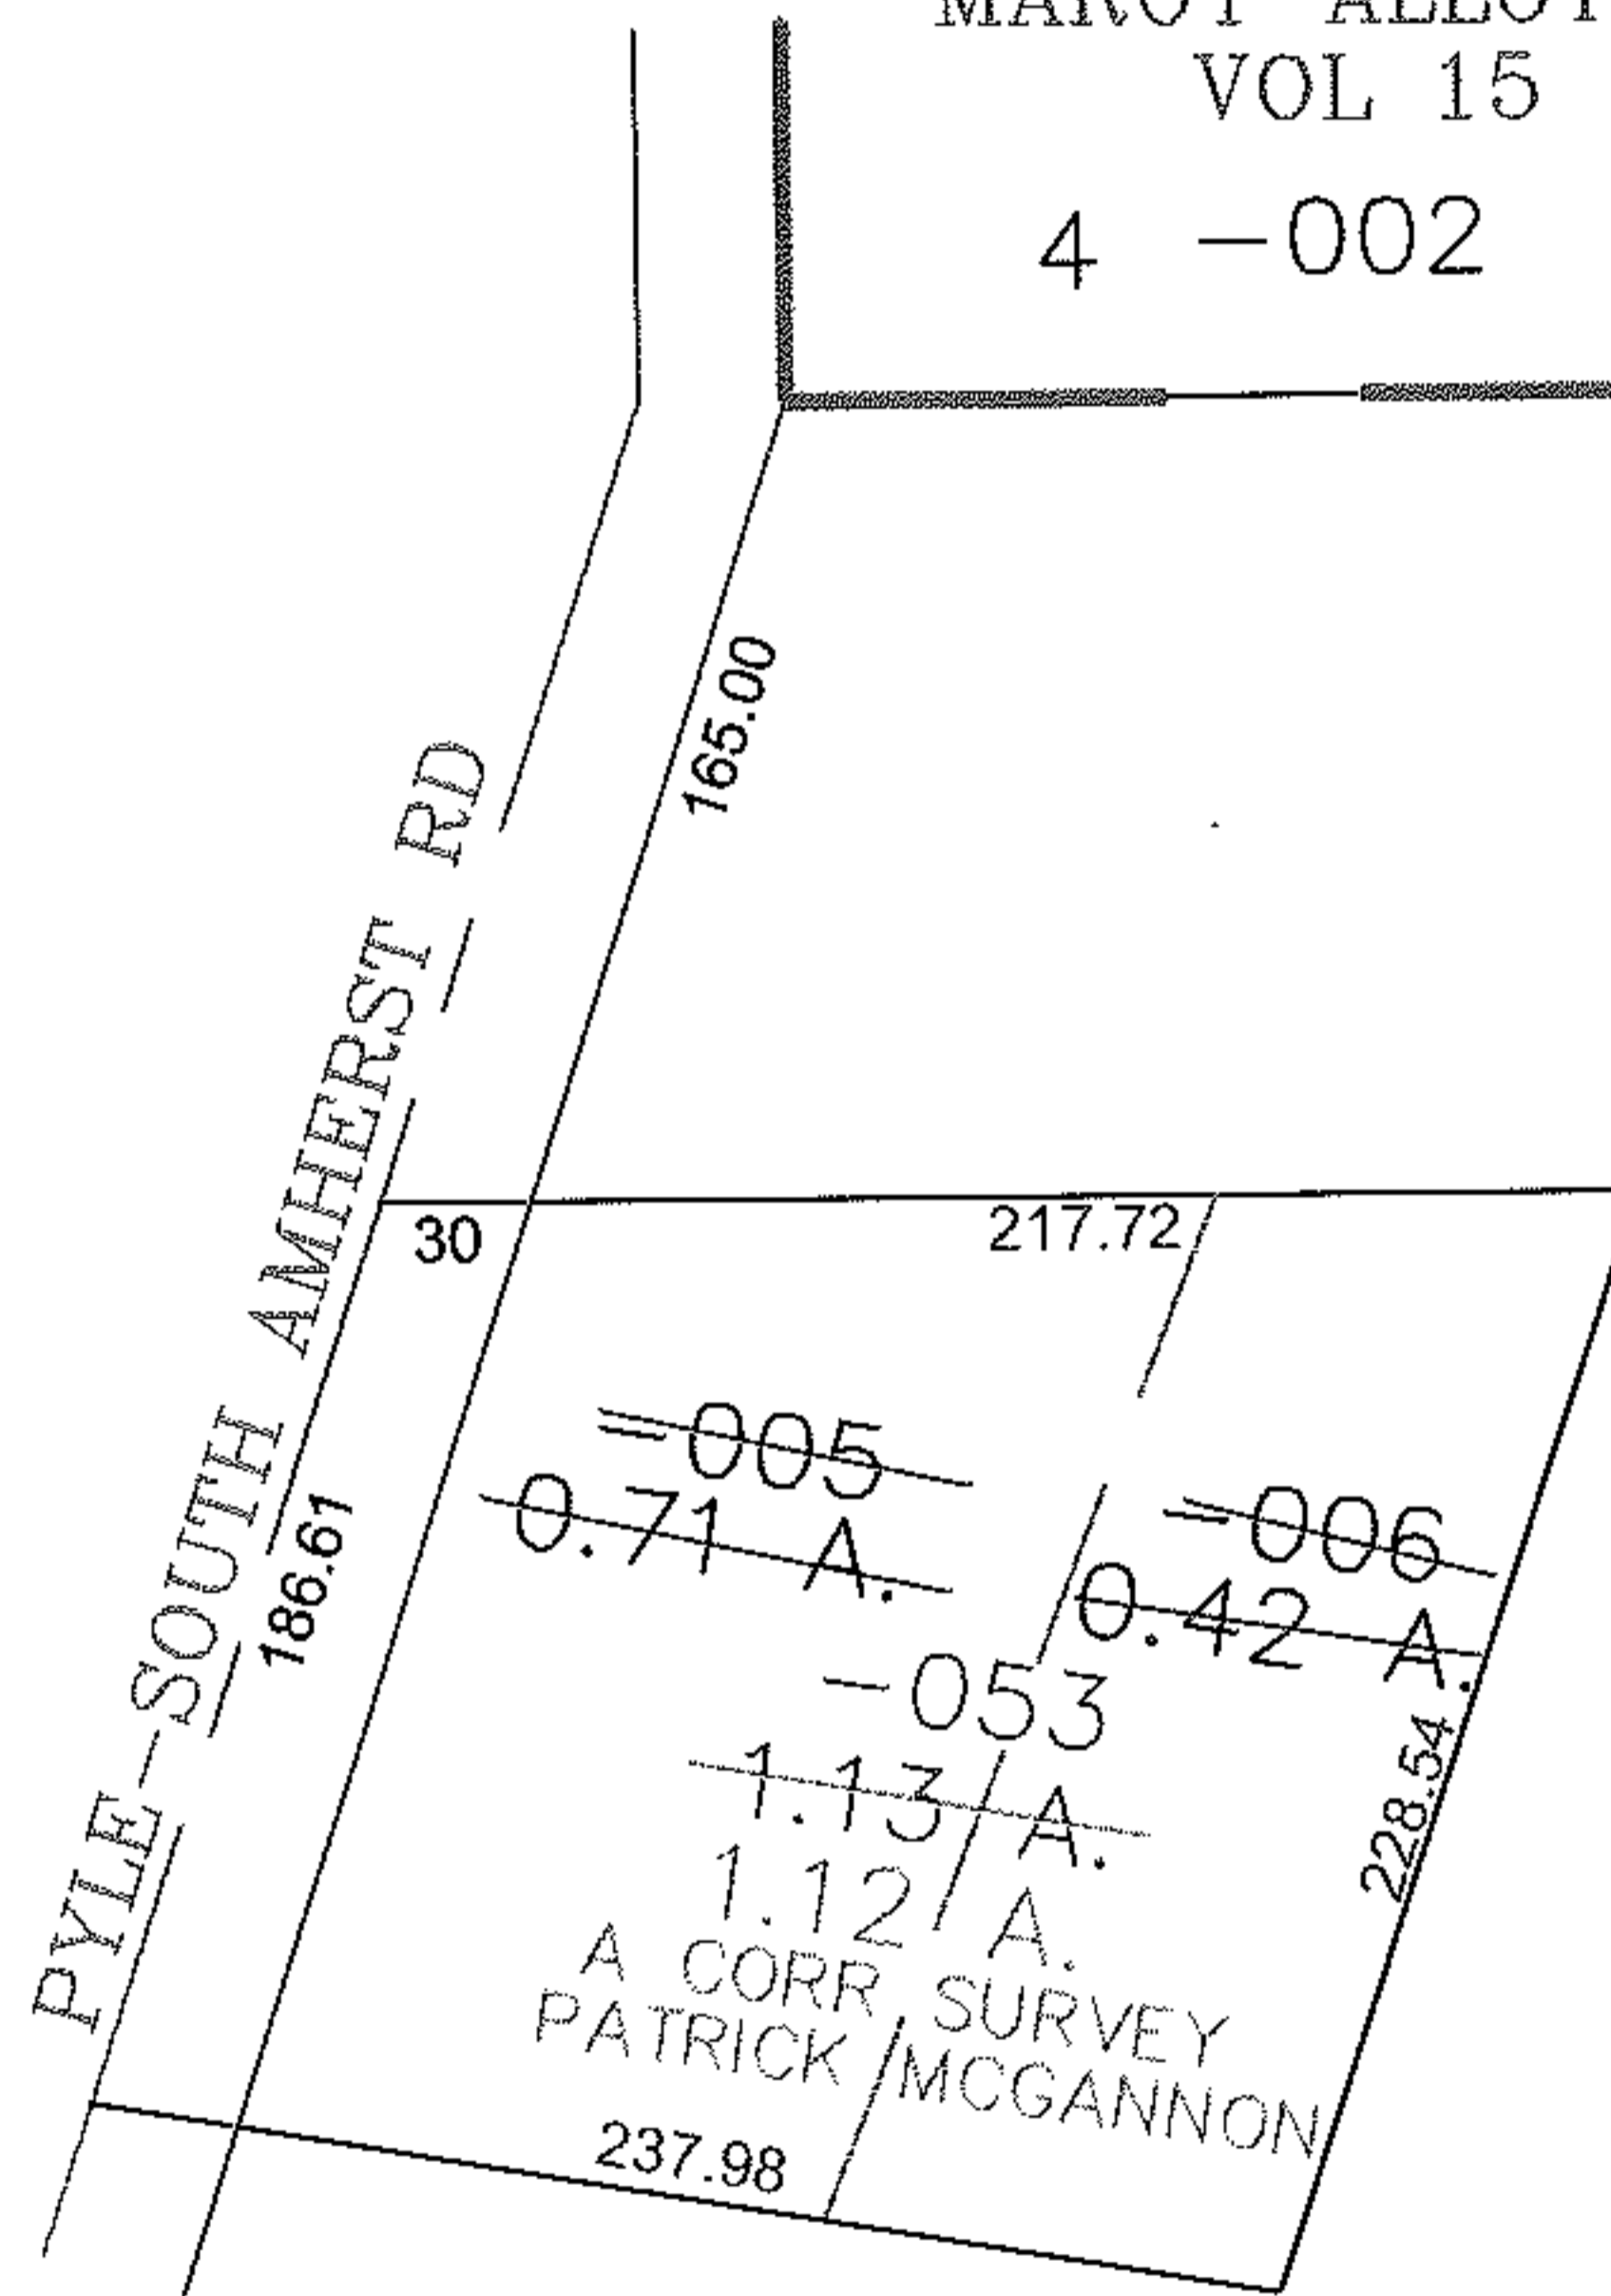 VOL 15
4 -002
165.00
PYLE-SOUTH AMHERST RD
30
217.72
186.61
-005
0.71 A.
-006
0.42 A.
-053
1.13 A.
1.12 A.
228.54
A CORR SURVEY
PATRICK MCGANNON
237.98